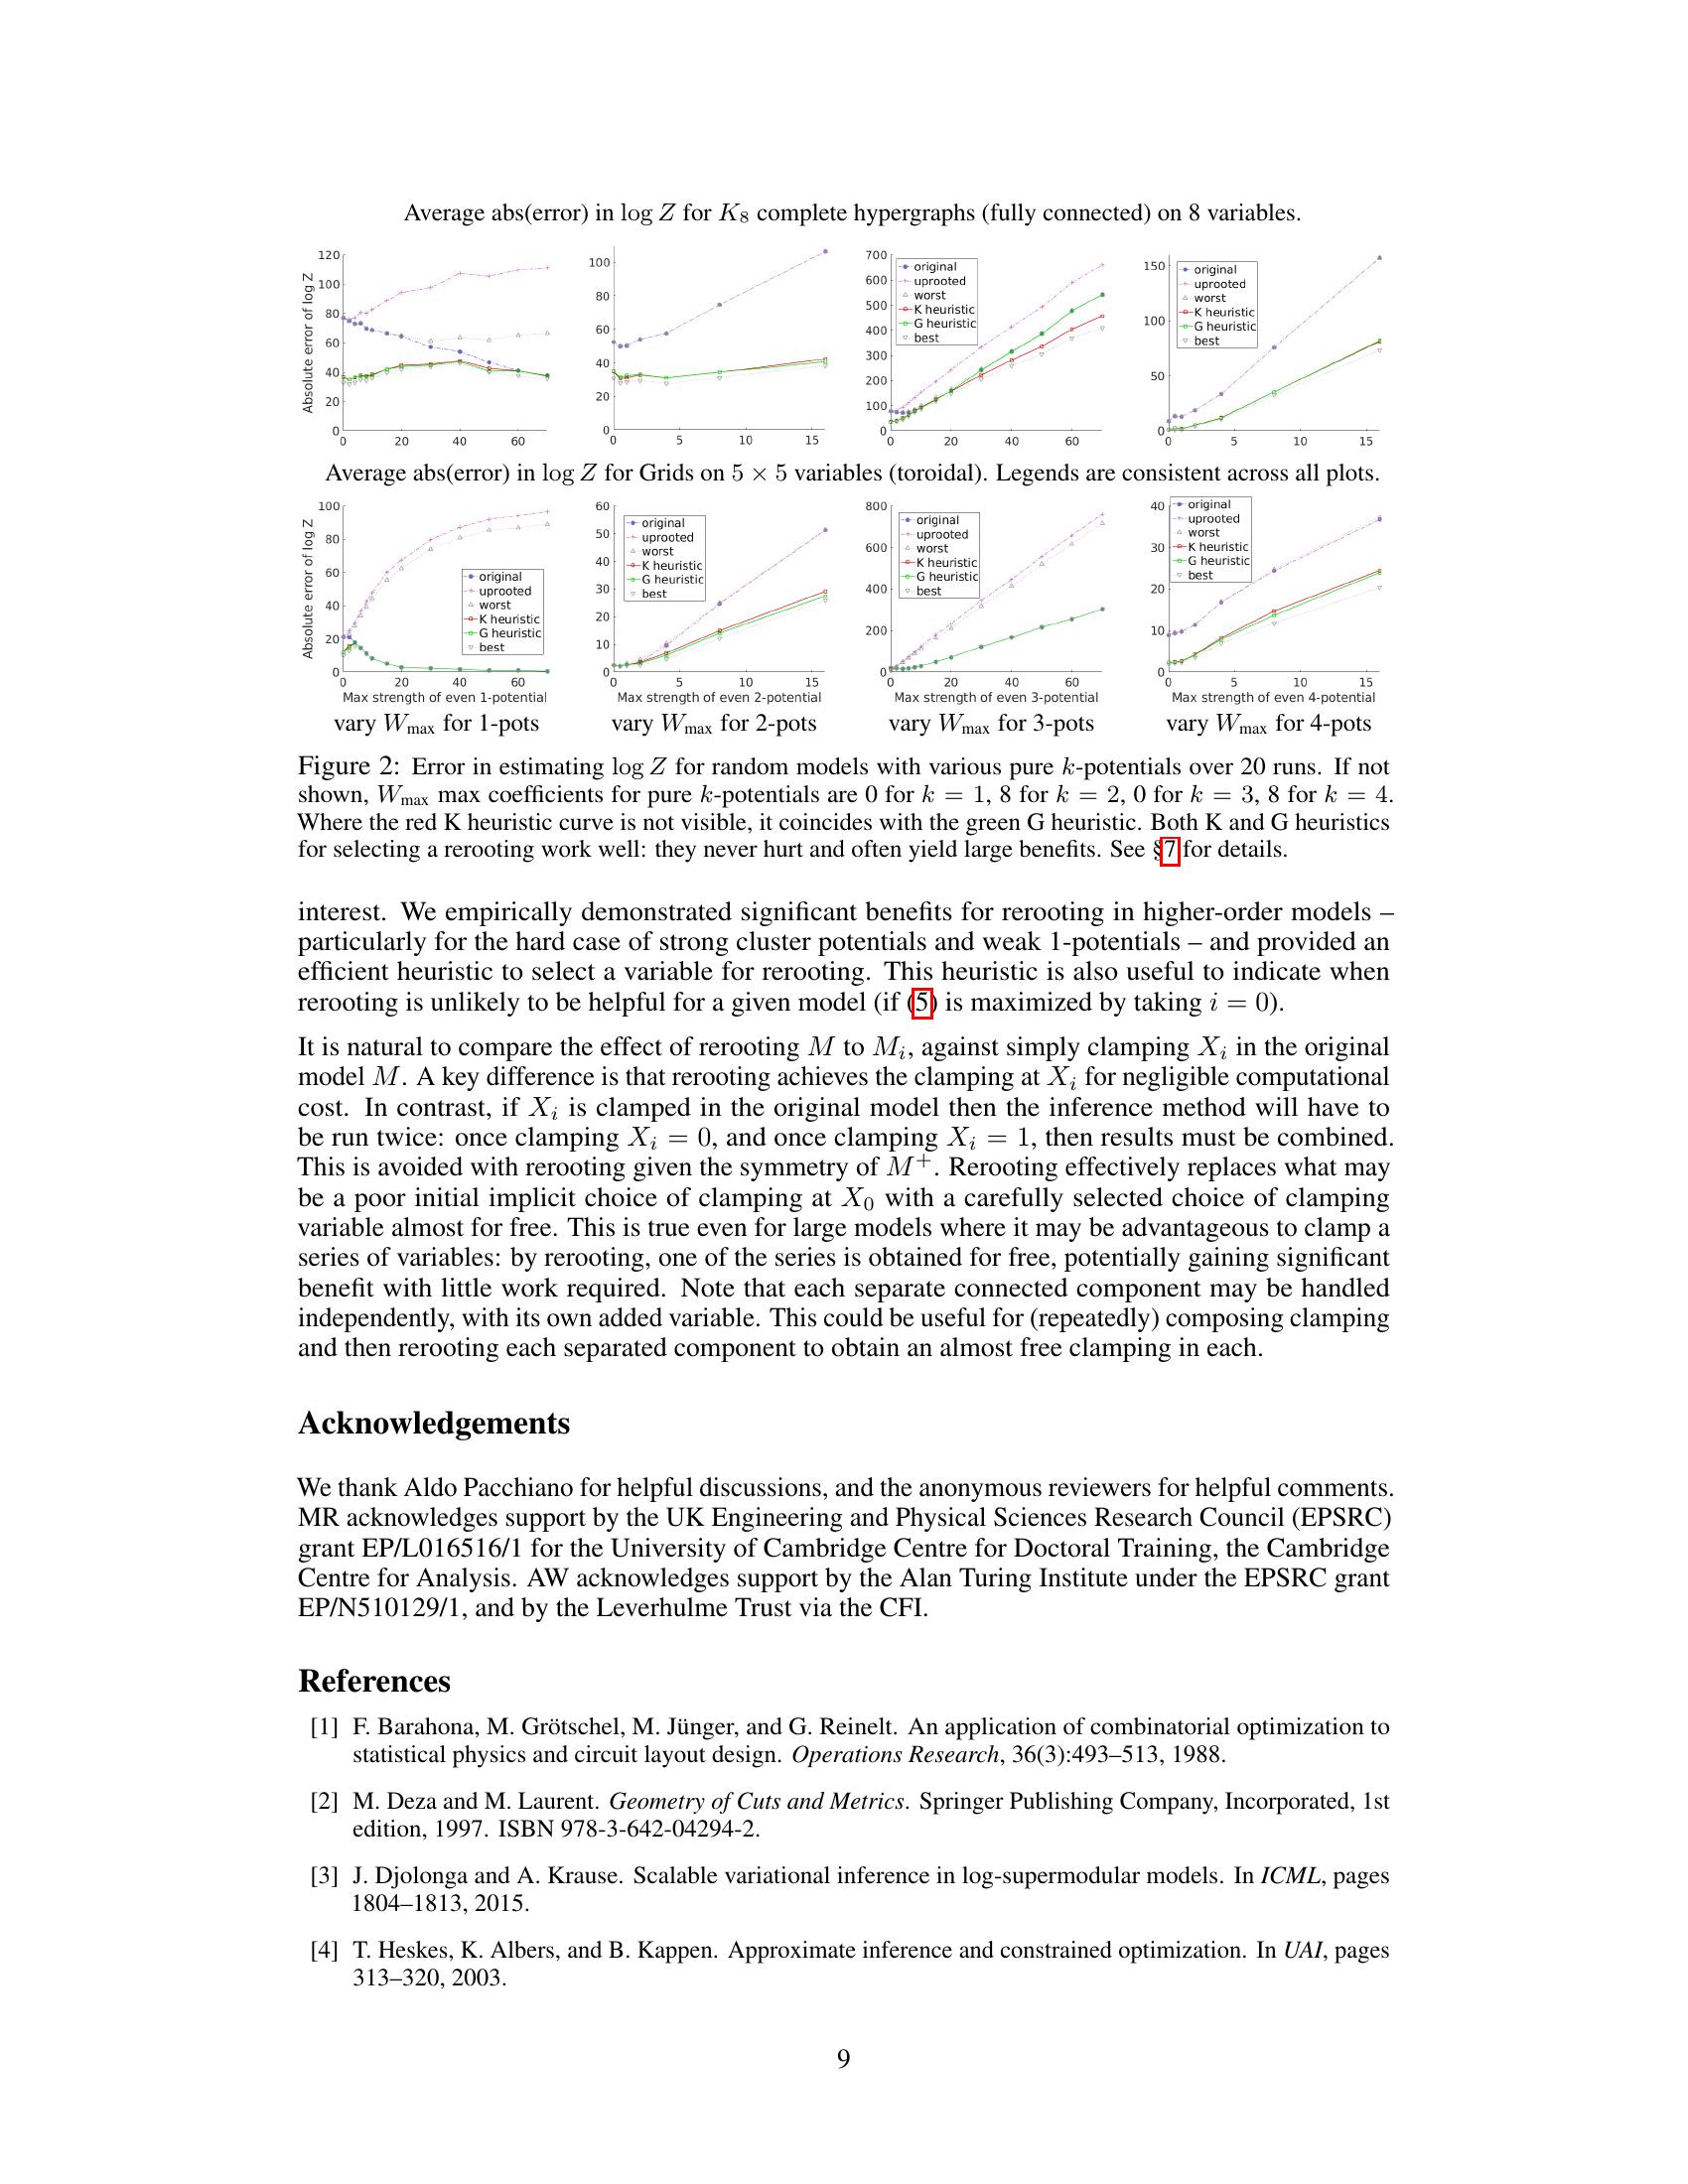 Average abs(error) in log Z for K8 complete hypergraphs (fully connected) on 8 variables.
Absolute error of log Z
120
100
80
60
40
20
0
0 20 40 60
100
80
60
40
20
0
0 5 10 15
700
600
500
400
300
200
100
0
0 20 40 60
original
uprooted
worst
K heuristic
G heuristic
best
150
100
50
0
0 5 10 15
original
uprooted
worst
K heuristic
G heuristic
best
Average abs(error) in log Z for Grids on 5 × 5 variables (toroidal). Legends are consistent across all plots.
Absolute error of log Z
100
80
60
40
20
0
0 20 40 60
original
uprooted
worst
K heuristic
G heuristic
best
Max strength of even 1-potential
60
50
40
30
20
10
0
0 5 10 15
original
uprooted
worst
K heuristic
G heuristic
best
Max strength of even 2-potential
800
600
400
200
0
0 20 40 60
original
uprooted
worst
K heuristic
G heuristic
best
Max strength of even 3-potential
40
30
20
10
0
0 5 10 15
original
uprooted
worst
K heuristic
G heuristic
best
Max strength of even 4-potential
vary Wmax for 1-pots vary Wmax for 2-pots vary Wmax for 3-pots vary Wmax for 4-pots
Figure 2: Error in estimating log Z for random models with various pure k-potentials over 20 runs. If not
shown, Wmax max coefficients for pure k-potentials are 0 for k = 1, 8 for k = 2, 0 for k = 3, 8 for k = 4.
Where the red K heuristic curve is not visible, it coincides with the green G heuristic. Both K and G heuristics
for selecting a rerooting work well: they never hurt and often yield large benefits. See §7 for details.
interest. We empirically demonstrated significant benefits for rerooting in higher-order models –
particularly for the hard case of strong cluster potentials and weak 1-potentials – and provided an
efficient heuristic to select a variable for rerooting. This heuristic is also useful to indicate when
rerooting is unlikely to be helpful for a given model (if (5) is maximized by taking i = 0).
It is natural to compare the effect of rerooting M to Mi, against simply clamping Xi in the original
model M. A key difference is that rerooting achieves the clamping at Xi for negligible computational
cost. In contrast, if Xi is clamped in the original model then the inference method will have to
be run twice: once clamping Xi = 0, and once clamping Xi = 1, then results must be combined.
This is avoided with rerooting given the symmetry of M+. Rerooting effectively replaces what may
be a poor initial implicit choice of clamping at X0 with a carefully selected choice of clamping
variable almost for free. This is true even for large models where it may be advantageous to clamp a
series of variables: by rerooting, one of the series is obtained for free, potentially gaining significant
benefit with little work required. Note that each separate connected component may be handled
independently, with its own added variable. This could be useful for (repeatedly) composing clamping
and then rerooting each separated component to obtain an almost free clamping in each.
Acknowledgements
We thank Aldo Pacchiano for helpful discussions, and the anonymous reviewers for helpful comments.
MR acknowledges support by the UK Engineering and Physical Sciences Research Council (EPSRC)
grant EP/L016516/1 for the University of Cambridge Centre for Doctoral Training, the Cambridge
Centre for Analysis. AW acknowledges support by the Alan Turing Institute under the EPSRC grant
EP/N510129/1, and by the Leverhulme Trust via the CFI.
References
[1] F. Barahona, M. Grötschel, M. Jünger, and G. Reinelt. An application of combinatorial optimization to
statistical physics and circuit layout design. Operations Research, 36(3):493–513, 1988.
[2] M. Deza and M. Laurent. Geometry of Cuts and Metrics. Springer Publishing Company, Incorporated, 1st
edition, 1997. ISBN 978-3-642-04294-2.
[3] J. Djolonga and A. Krause. Scalable variational inference in log-supermodular models. In ICML, pages
1804–1813, 2015.
[4] T. Heskes, K. Albers, and B. Kappen. Approximate inference and constrained optimization. In UAI, pages
313–320, 2003.
9